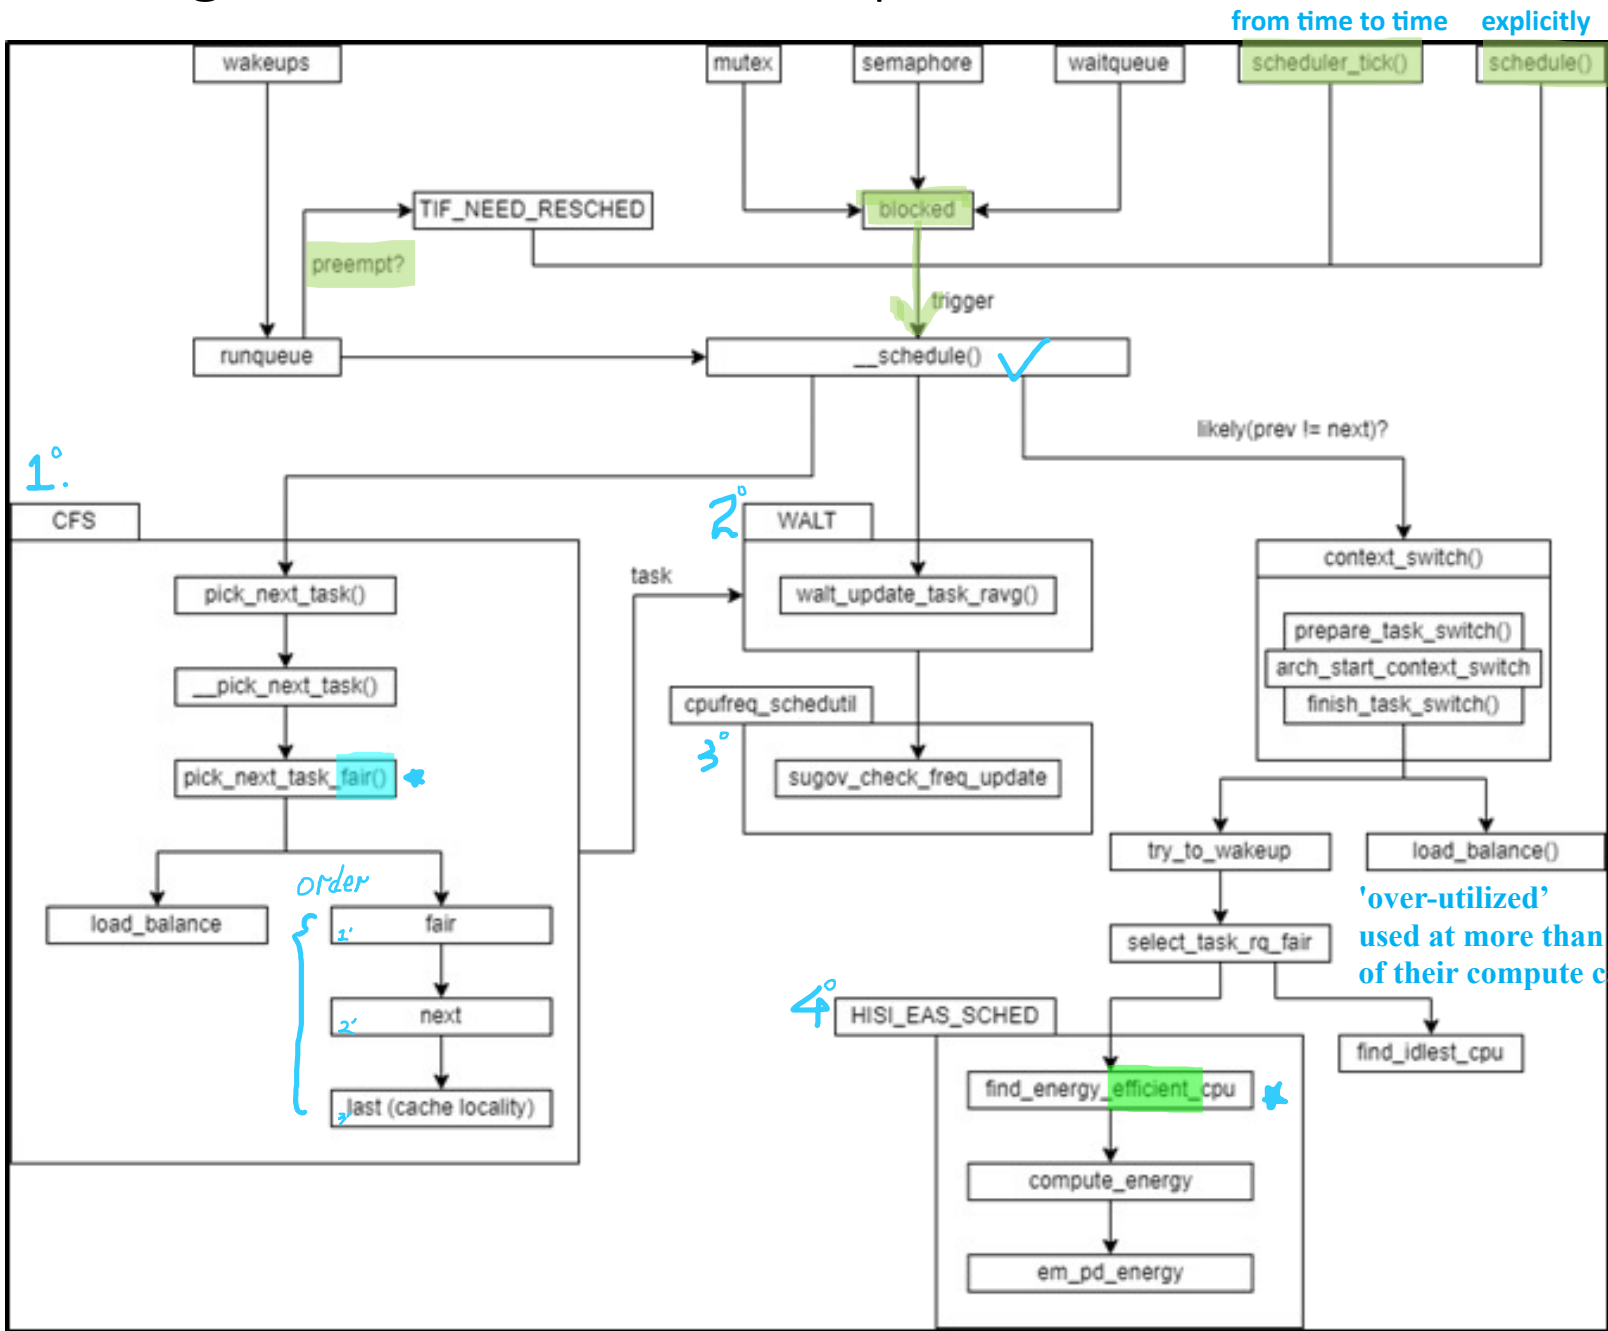 from time to time explicitly
wakeups mutex semaphore waitqueue scheduler_tick() schedule()
TIF_NEED_RESCHED blocked
preempt?
trigger
runqueue __schedule()
likely(prev != next)?
1.°
CFS
2°
WALT
context_switch()
task
pick_next_task() walt_update_task_ravg()
prepare_task_switch()
arch_start_context_switch
__pick_next_task()
cpufreq_schedutil finish_task_switch()
3°
pick_next_task_fair() sugov_check_freq_update
try_to_wakeup load_balance()
order
'over-utilized’
load_balance 1' fair select_task_rq_fair used at more than
of their compute c
4°
2' next HISI_EAS_SCHED
find_idlest_cpu
find_energy_efficient_cpu
last (cache locality)
compute_energy
em_pd_energy